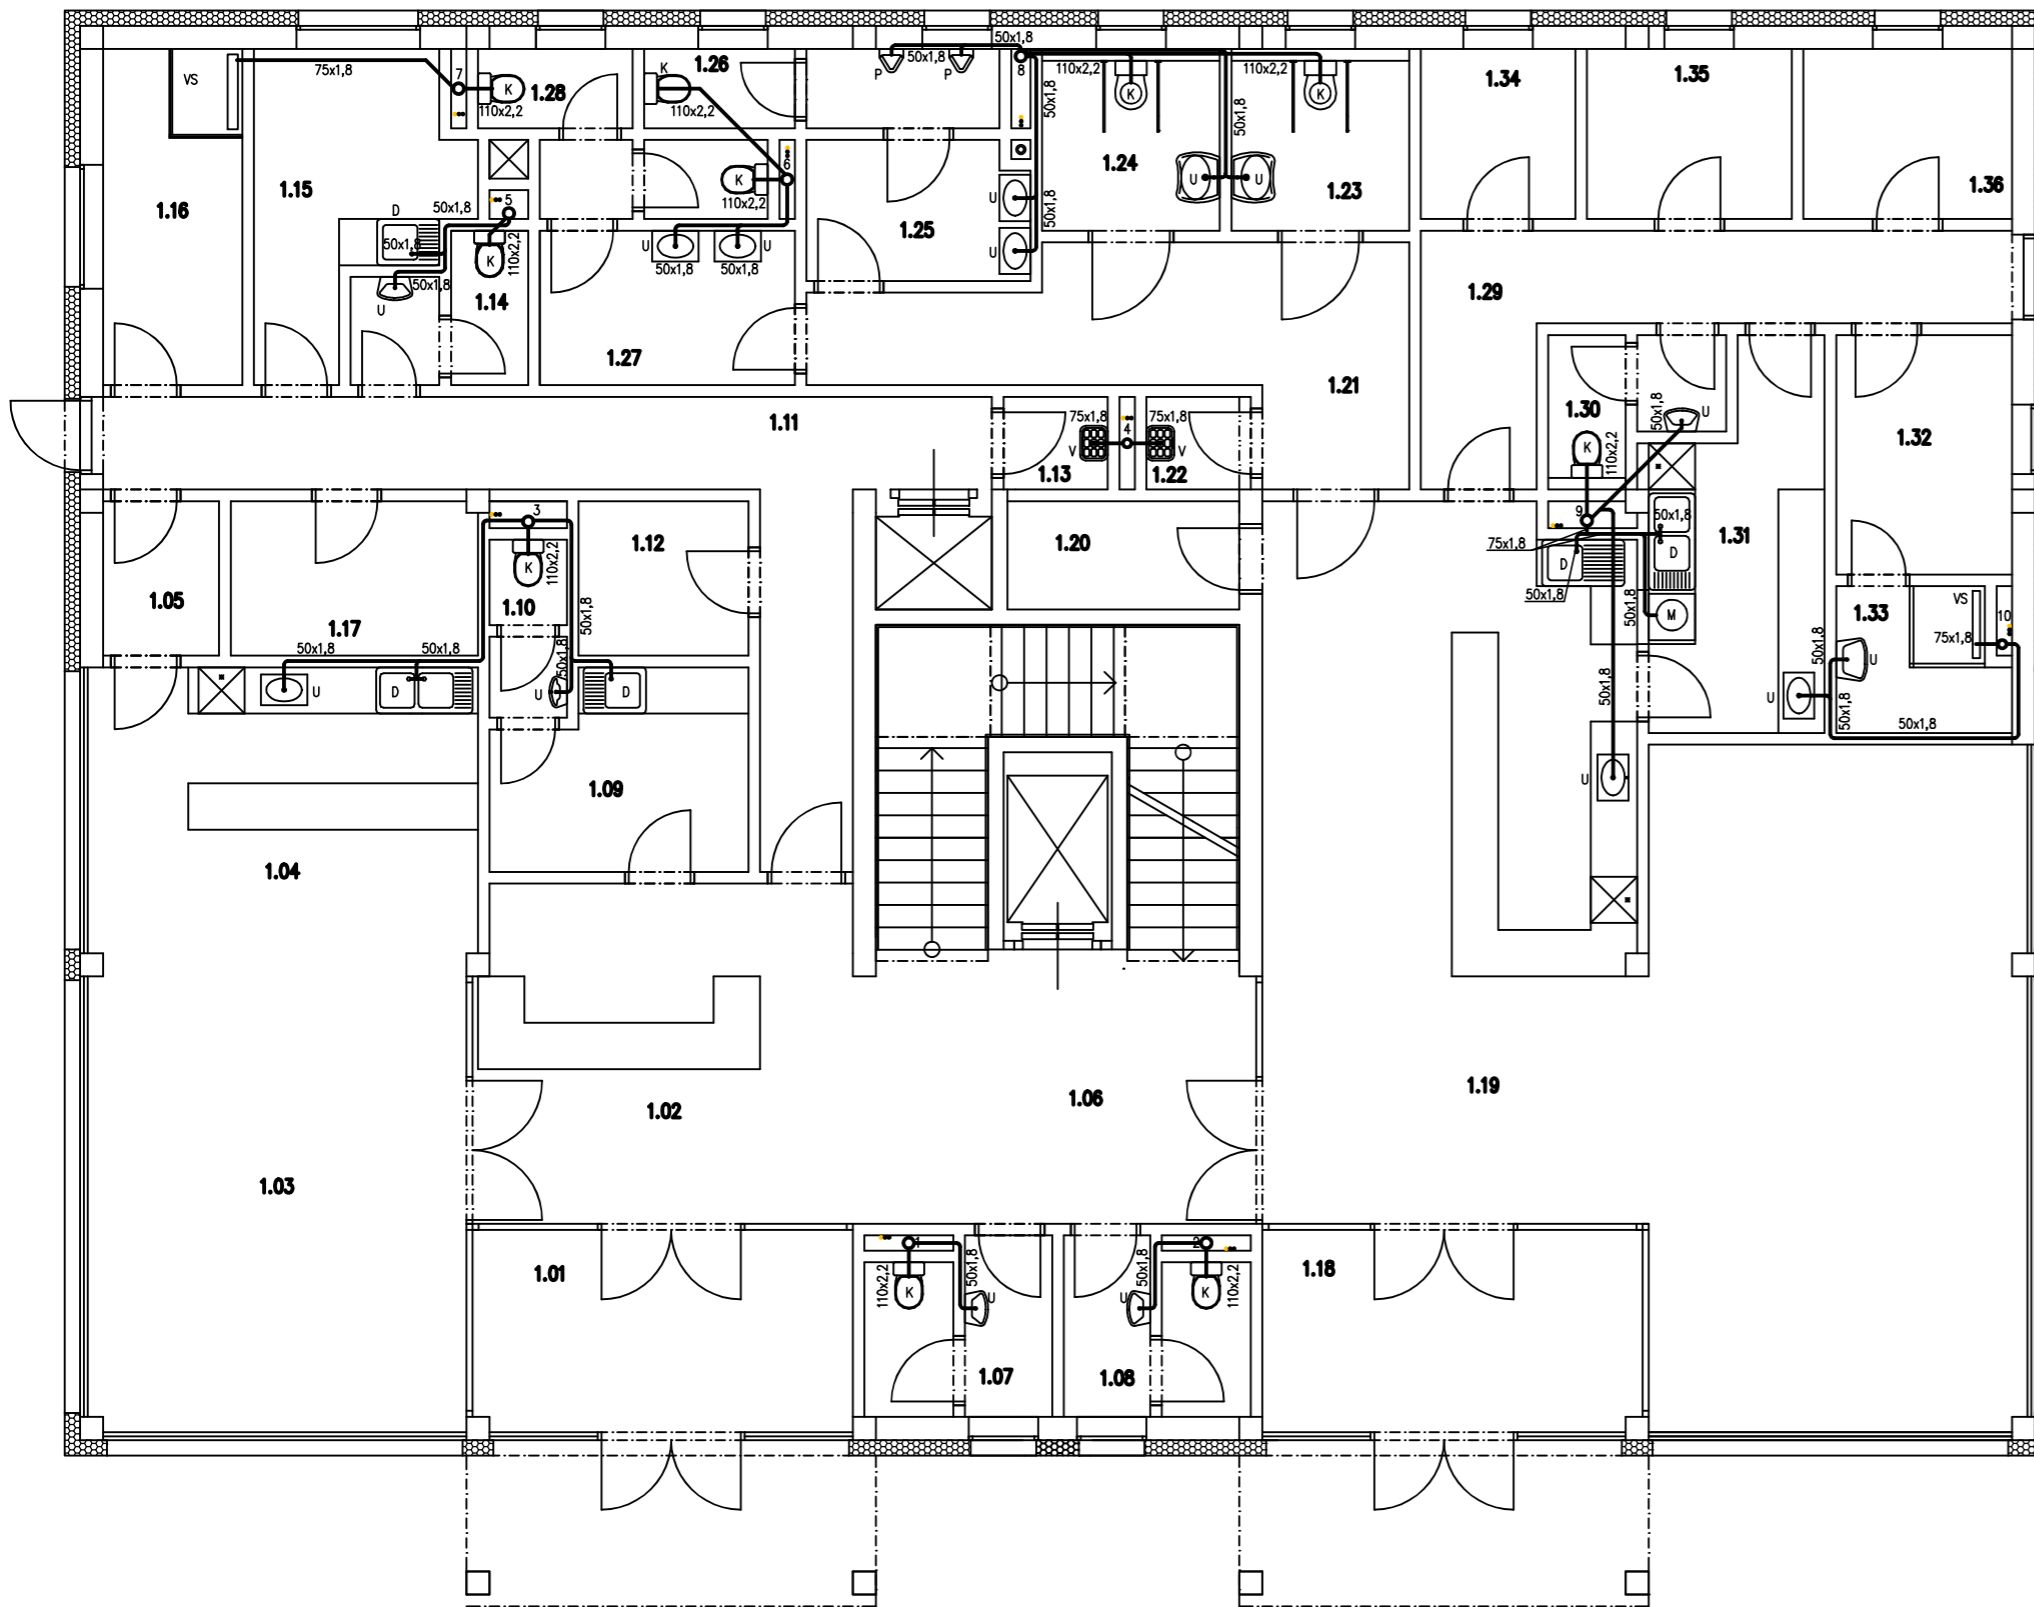 50x1,8
VS
75x1,8
7
K
110x2,2
1.28
K
1.26
110x2,2
P
50x1,8
P
8
50x1,8
110x2,2
K
110x2,2
K
50x1,8
1.34
1.35
1.36
1.16
1.15
D
50x1,8
5
50x1,8
K
110x2,2
1.14
50x1,8
U
K
110x2,2
6
U
U
50x1,8
50x1,8
1.27
1.25
U
U
50x1,8
1.24
U
U
1.23
1.29
1.21
1.11
75x1,8
4
75x1,8
V
V
1.13
1.22
1.30
K
110x2,2
50x1,8
U
1.32
3
K
110x2,2
1.10
1.12
1.20
9
75x1,8
50x1,8
D
D
1.31
50x1,8
50x1,8
M
1.33
VS
75x1,8
10
1.05
1.17
50x1,8
50x1,8
50x1,8
50x1,8
U
D
U
D
50x1,8
50x1,8
U
U
50x1,8
50x1,8
U
1.04
1.09
1.02
1.06
1.19
1.03
1.01
1
K
110x2,2
50x1,8
U
1.07
2
U
50x1,8
K
110x2,2
1.08
1.18